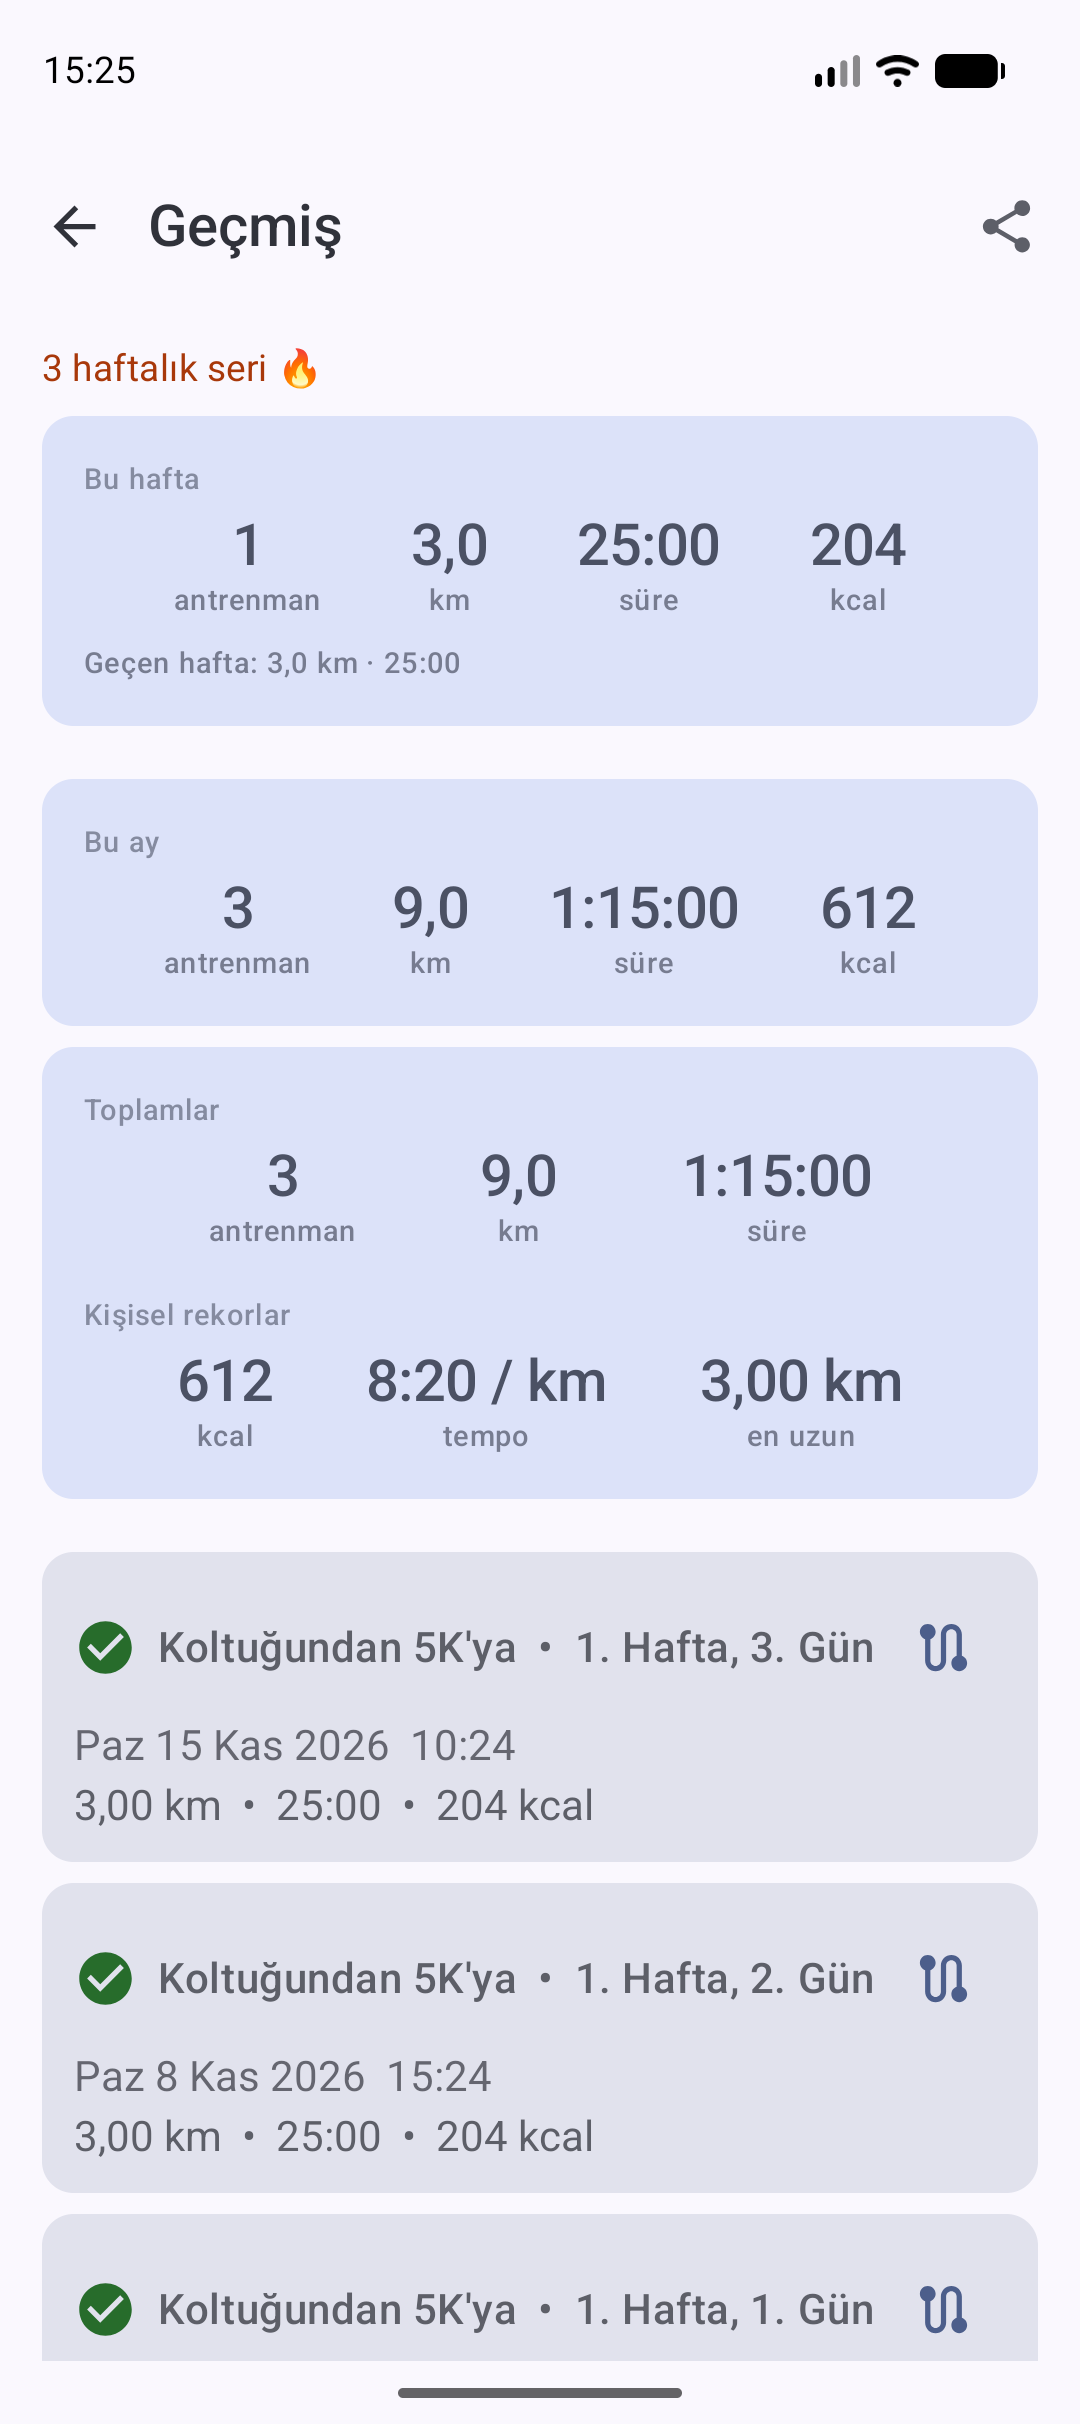 15:25
Geçmiş
3 haftalık seri 🔥
Bu hafta
1 3,0 25:00 204
antrenman km süre kcal
Geçen hafta: 3,0 km · 25:00
Bu ay
3 9,0 1:15:00 612
antrenman km süre kcal
Toplamlar
3 9,0 1:15:00
antrenman km süre
Kişisel rekorlar
612 8:20 / km 3,00 km
kcal tempo en uzun
Koltuğundan 5K'ya • 1. Hafta, 3. Gün
Paz 15 Kas 2026 10:24
3,00 km • 25:00 • 204 kcal
Koltuğundan 5K'ya • 1. Hafta, 2. Gün
Paz 8 Kas 2026 15:24
3,00 km • 25:00 • 204 kcal
Koltuğundan 5K'ya • 1. Hafta, 1. Gün